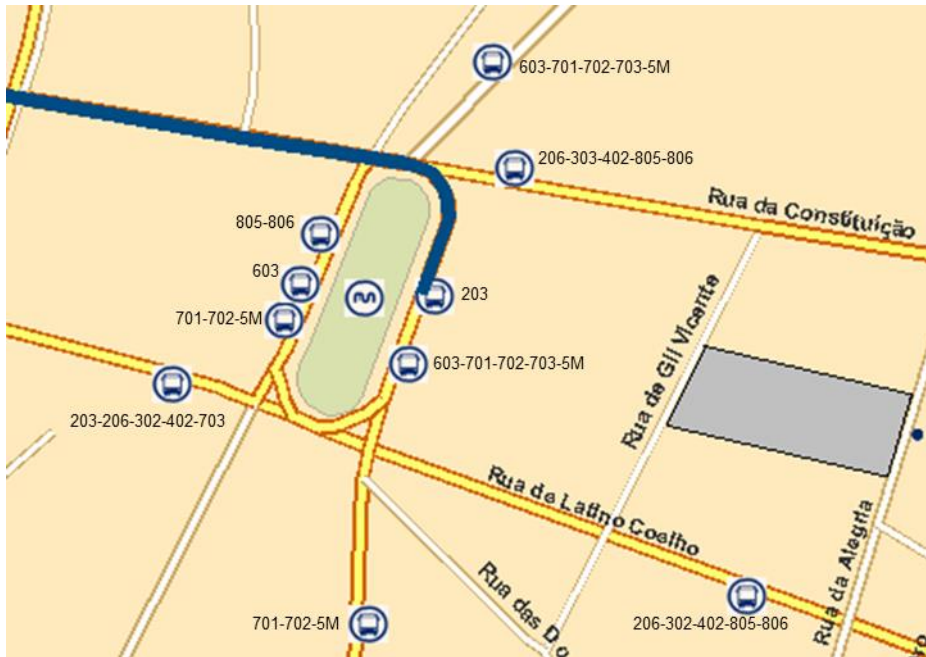 603-701-702-703-5M
206-303-402-805-806
Rua da Constituição
805-806
603
203
701-702-5M
603-701-702-703-5M
Rua de Gil Vicente
203-206-302-402-703
Rua de Latino Coelho
Rua da Alegria
Rua das Do
701-702-5M
206-302-402-805-806
ro